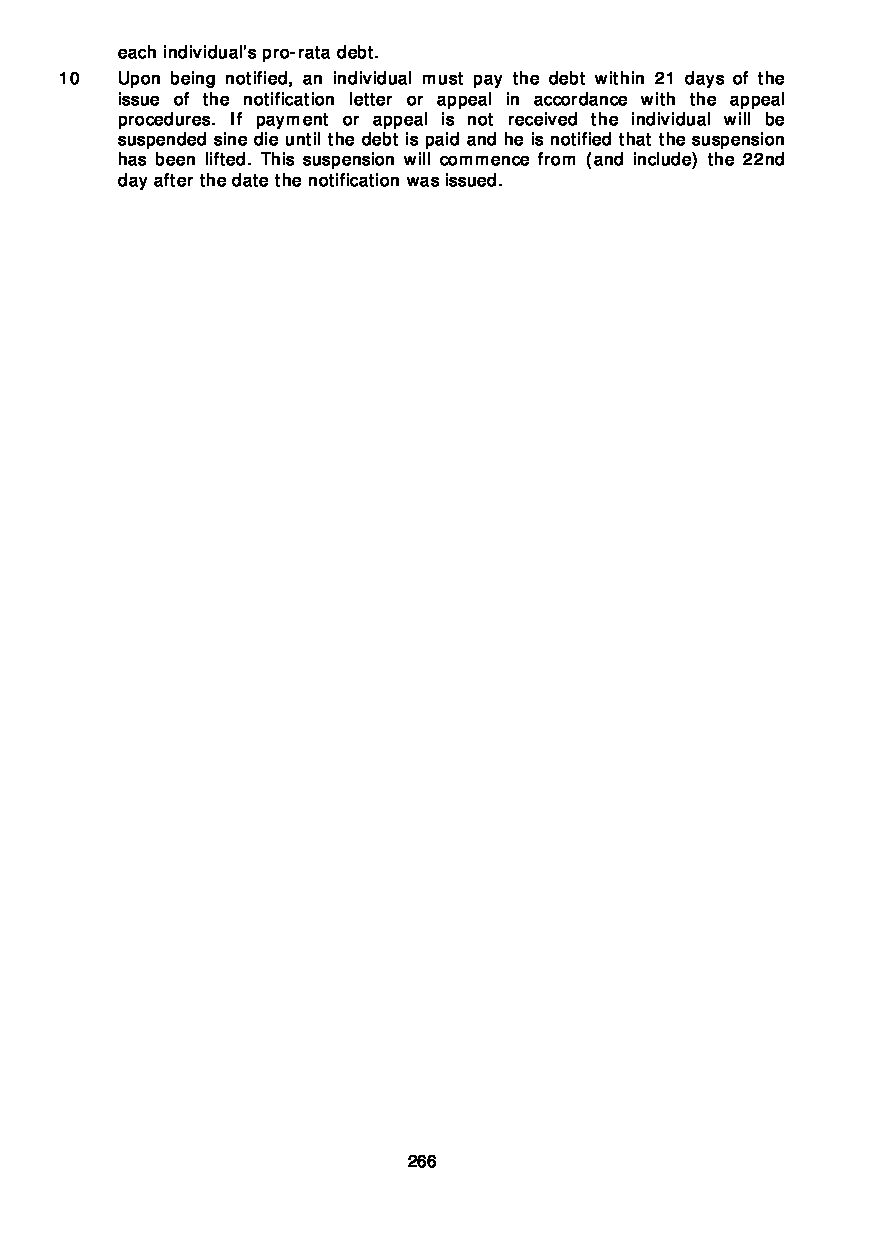 each individual's pro-rata debt.
10 Upon being notified, an individual must pay the debt within 21 days of the
issue of the notification letter or appeal in accordance with the appeal
procedures. If payment or appeal is not received the individual will be
suspended sine die until the debt is paid and he is notified that the suspension
has been lifted. This suspension will commence from (and include) the 22nd
day after the date the notification was issued.
266